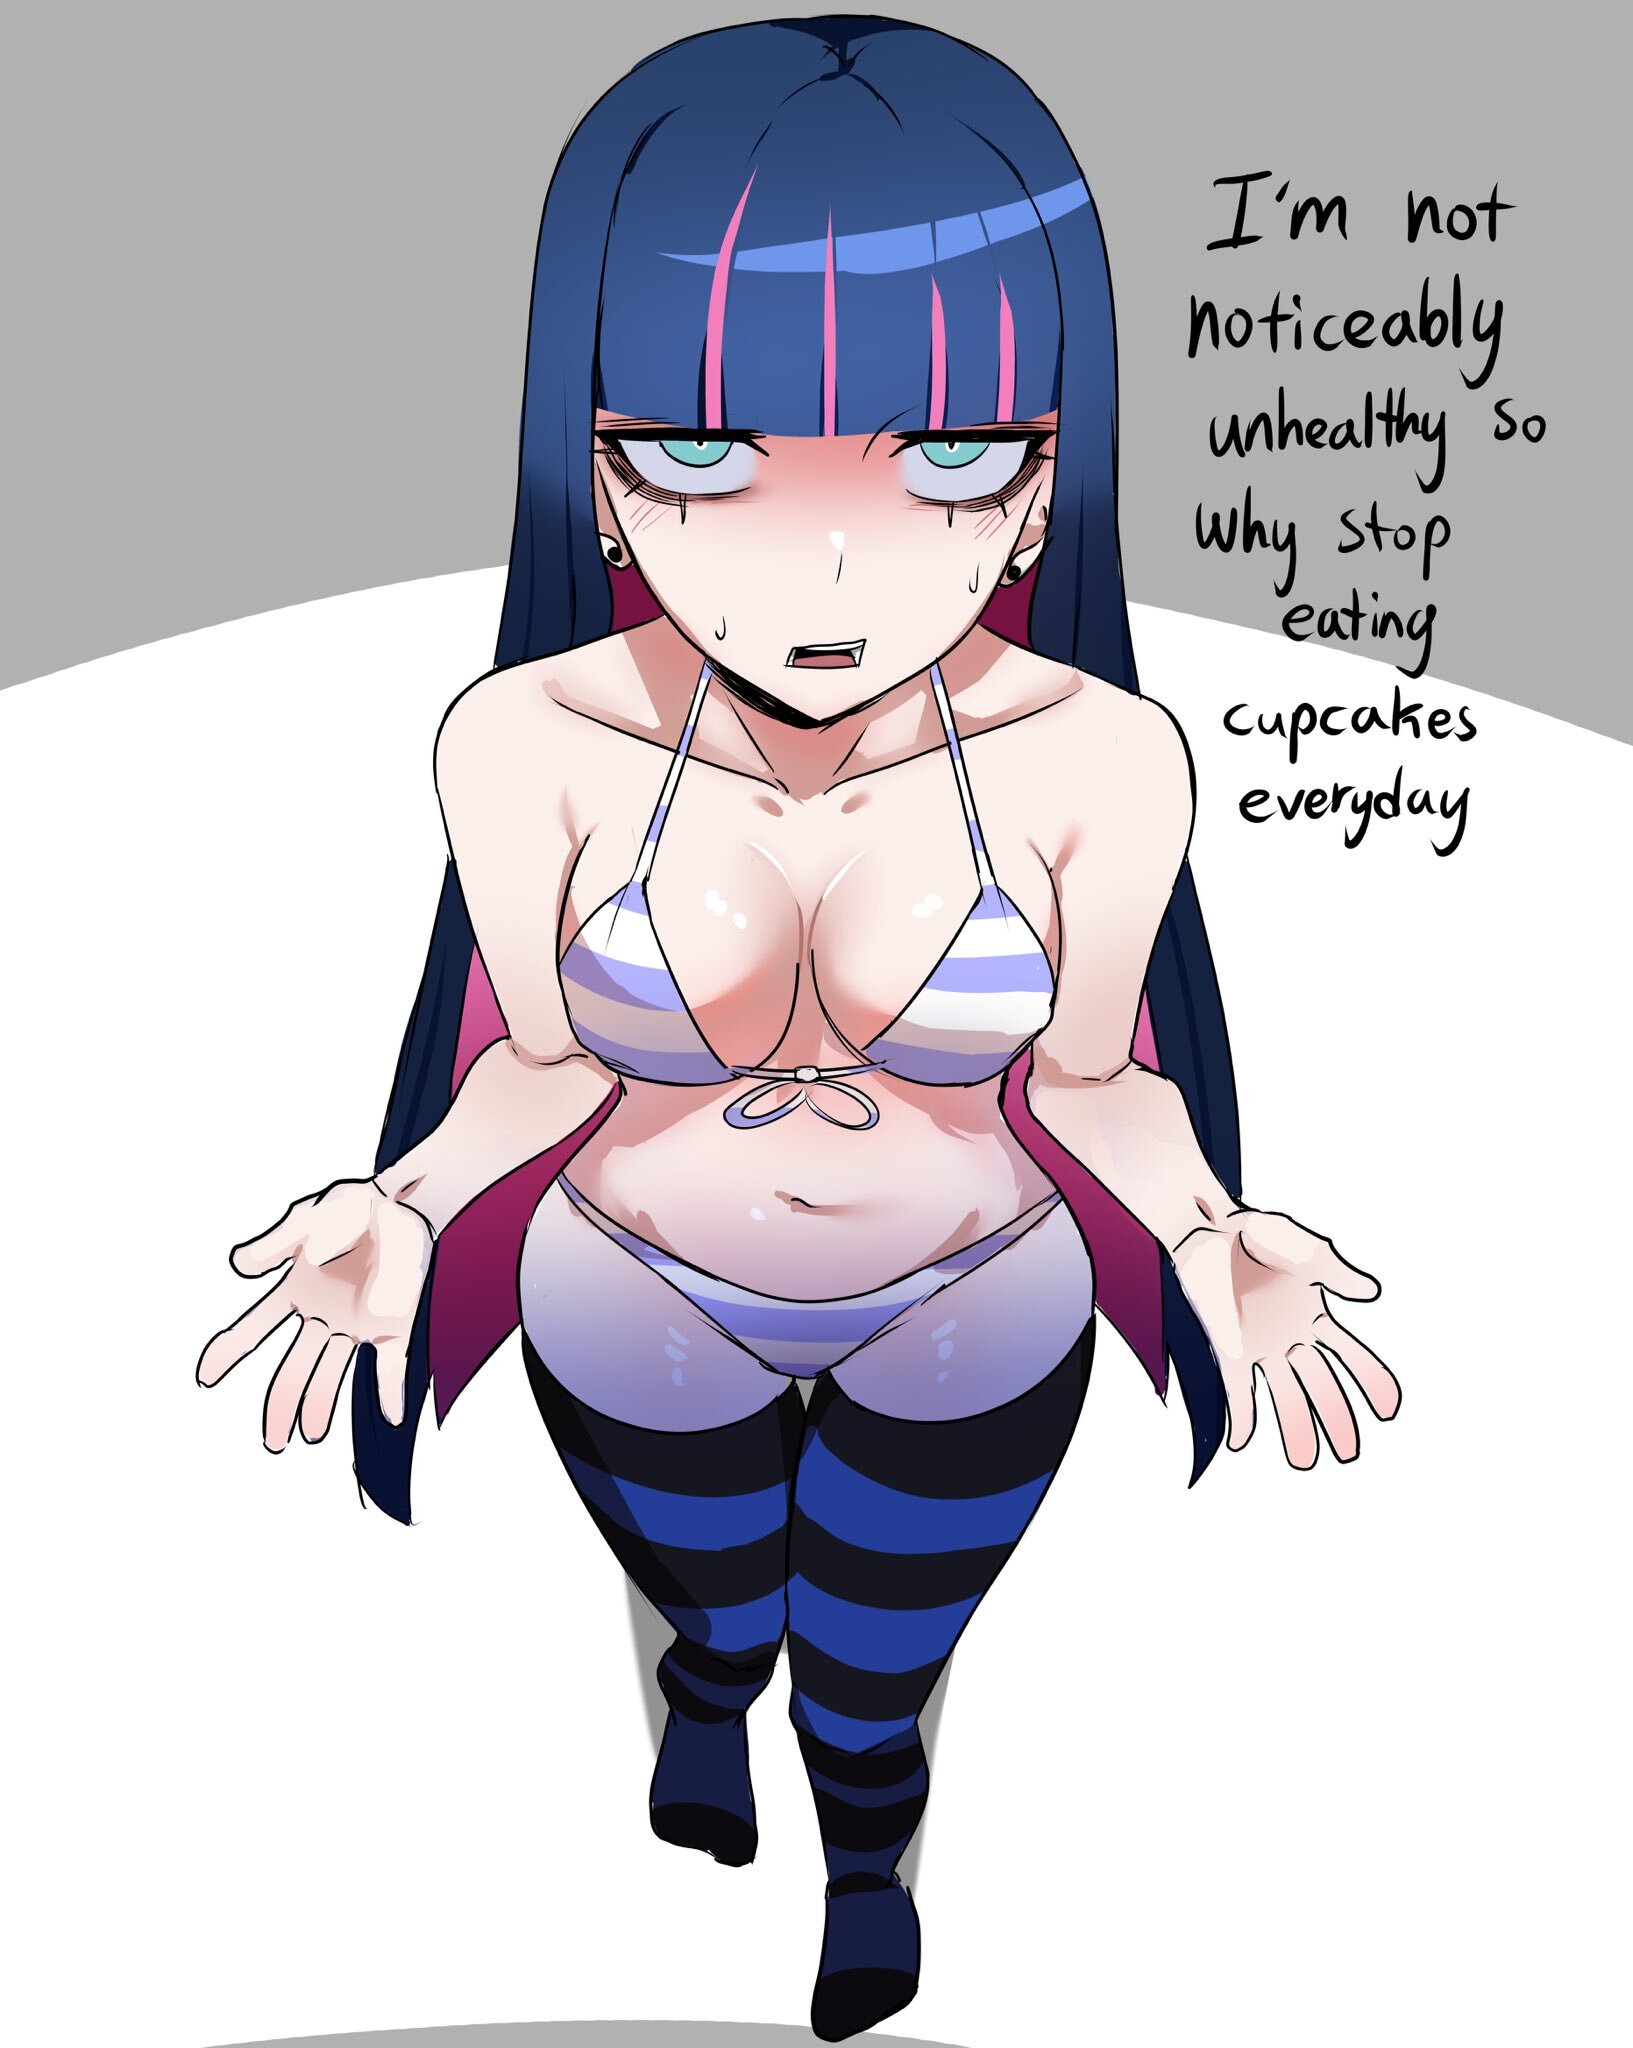 I'm not
noticeably
unhealthy so
why stop
eating
cupcakes
everyday